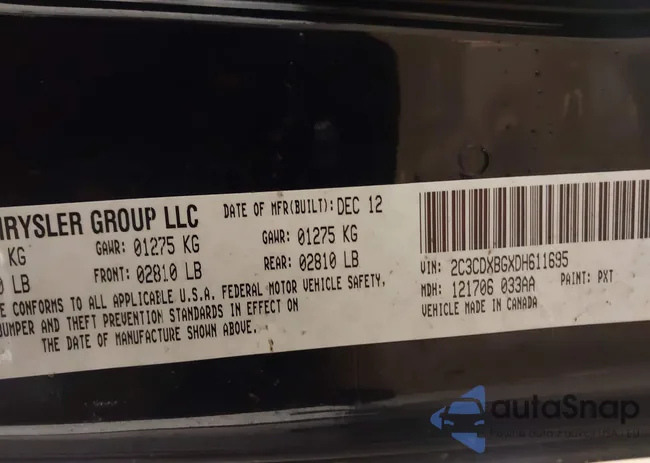 HRYSLER GROUP LLC DATE OF MFR(BUILT): DEC 12
KG GAWR: 01275 KG GAWR: 01275 KG
LB FRONT: 02810 LB REAR: 02810 LB
E CONFORMS TO ALL APPLICABLE U.S.A. FEDERAL MOTOR VEHICLE SAFETY,
BUMPER AND THEFT PREVENTION STANDARDS IN EFFECT ON
THE DATE OF MANUFACTURE SHOWN ABOVE.
VIN: 2C3CDXBGXDH611695
MDH: 121706 033AA PAINT: PXT
VEHICLE MADE IN CANADA
autoSnap